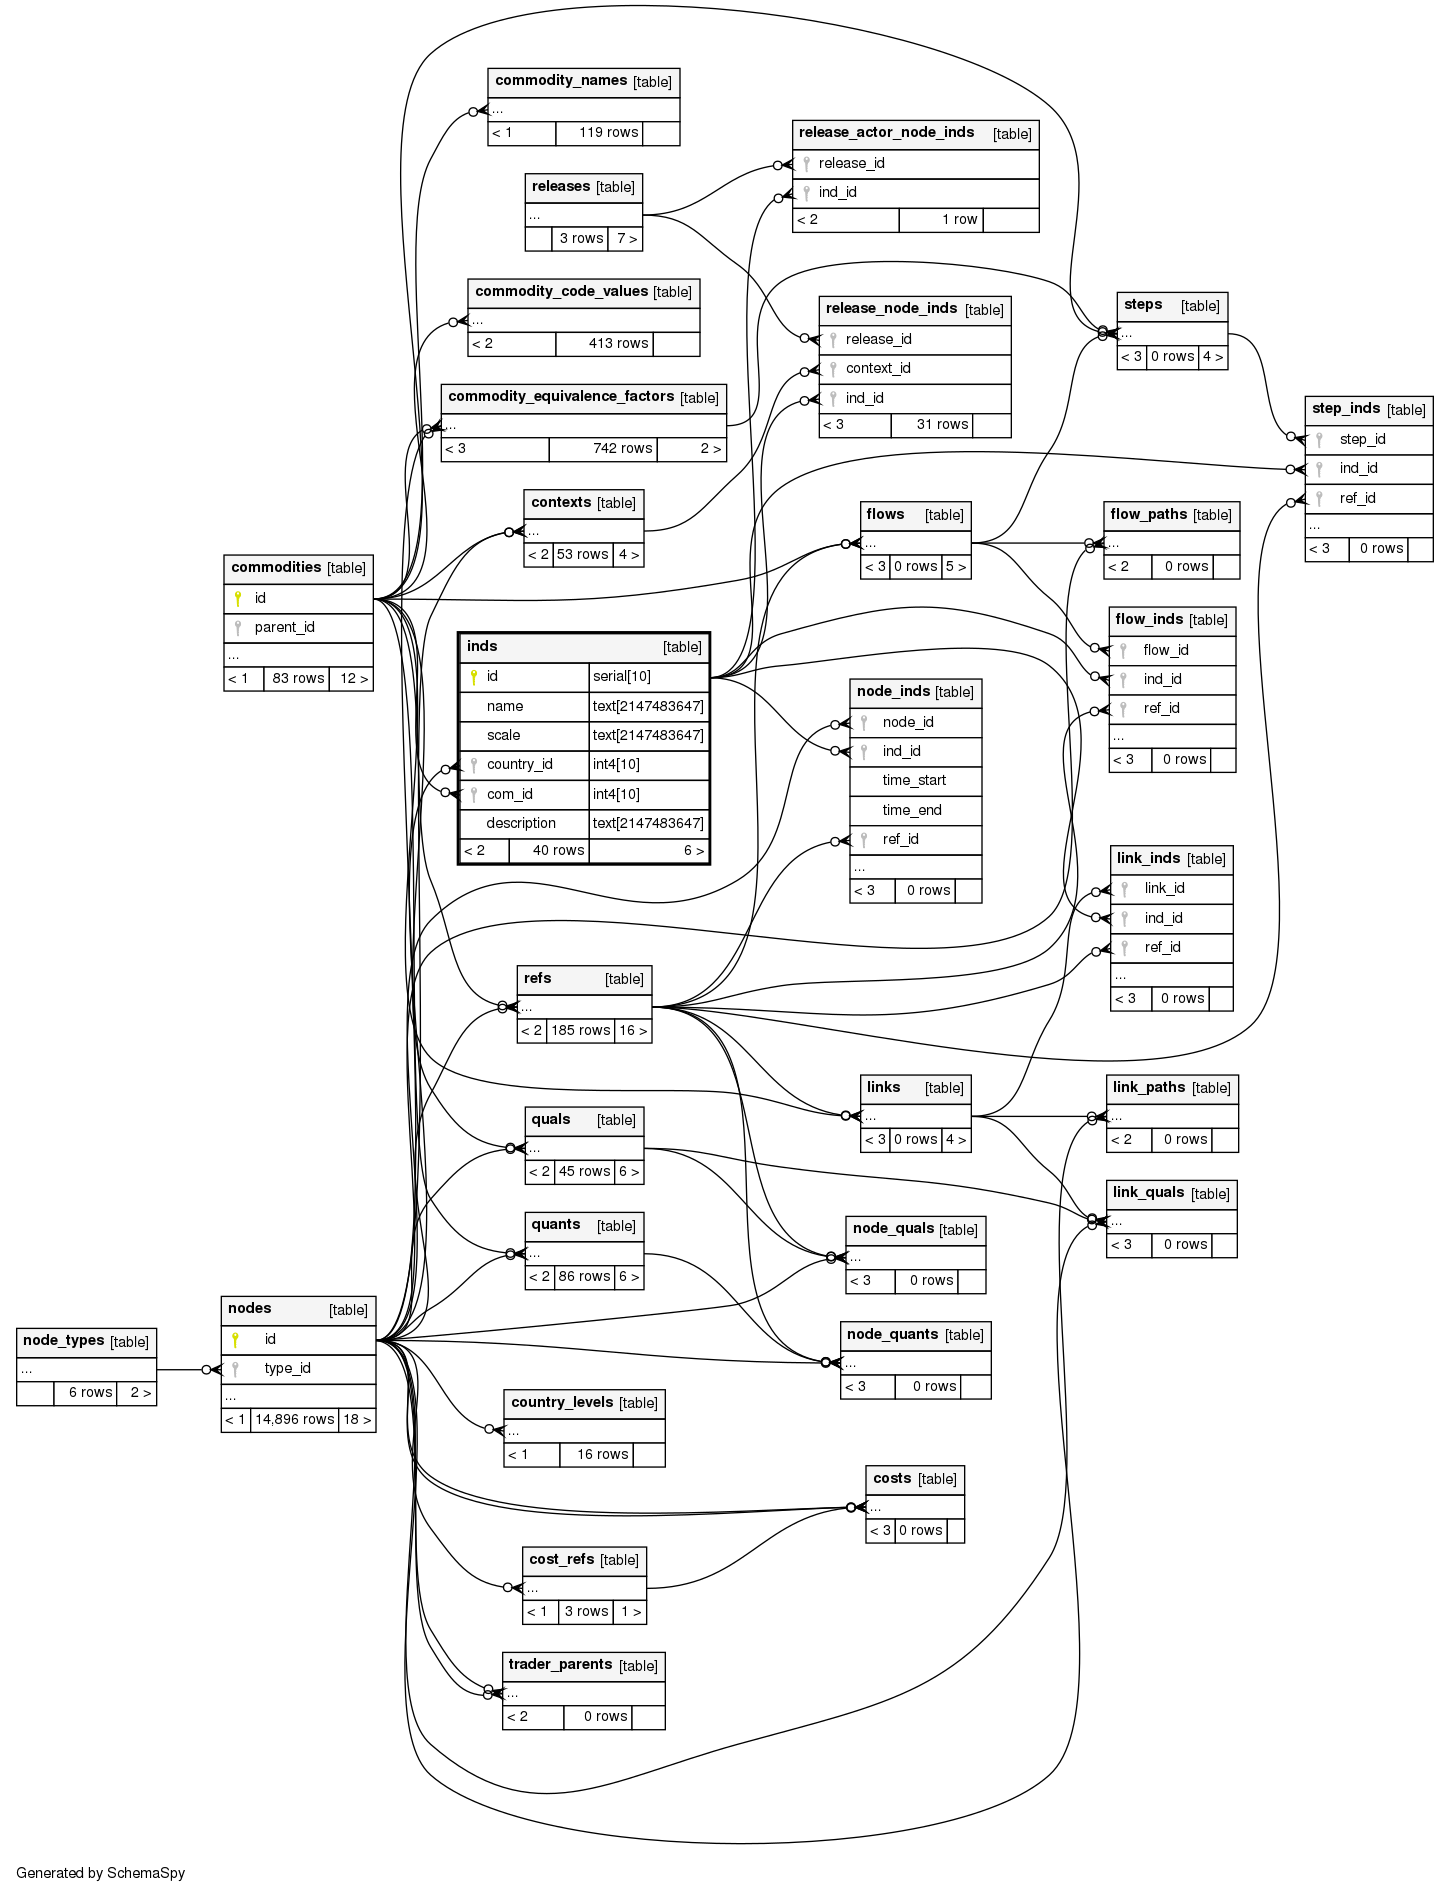 commodity_names [table]
...
< 1 119 rows
release_actor_node_inds [table]
release_id
ind_id
< 2 1 row
releases [table]
...
3 rows 7 >
commodity_code_values [table]
...
< 2 413 rows
release_node_inds [table]
release_id
context_id
ind_id
< 3 31 rows
steps [table]
...
< 3 0 rows 4 >
commodity_equivalence_factors [table]
...
< 3 742 rows 2 >
step_inds [table]
step_id
ind_id
ref_id
...
< 3 0 rows
contexts [table]
...
< 2 53 rows 4 >
flows [table]
...
< 3 0 rows 5 >
flow_paths [table]
...
< 2 0 rows
commodities [table]
id
parent_id
...
< 1 83 rows 12 >
flow_inds [table]
flow_id
ind_id
ref_id
...
< 3 0 rows
inds [table]
id serial[10]
name text[2147483647]
scale text[2147483647]
country_id int4[10]
com_id int4[10]
description text[2147483647]
< 2 40 rows 6 >
node_inds [table]
node_id
ind_id
time_start
time_end
ref_id
...
< 3 0 rows
link_inds [table]
link_id
ind_id
ref_id
...
< 3 0 rows
refs [table]
...
< 2 185 rows 16 >
links [table]
...
< 3 0 rows 4 >
link_paths [table]
...
< 2 0 rows
quals [table]
...
< 2 45 rows 6 >
link_quals [table]
...
< 3 0 rows
quants [table]
...
< 2 86 rows 6 >
node_quals [table]
...
< 3 0 rows
nodes [table]
id
type_id
...
< 1 14,896 rows 18 >
node_types [table]
...
6 rows 2 >
node_quants [table]
...
< 3 0 rows
country_levels [table]
...
< 1 16 rows
costs [table]
...
< 3 0 rows
cost_refs [table]
...
< 1 3 rows 1 >
trader_parents [table]
...
< 2 0 rows
Generated by SchemaSpy